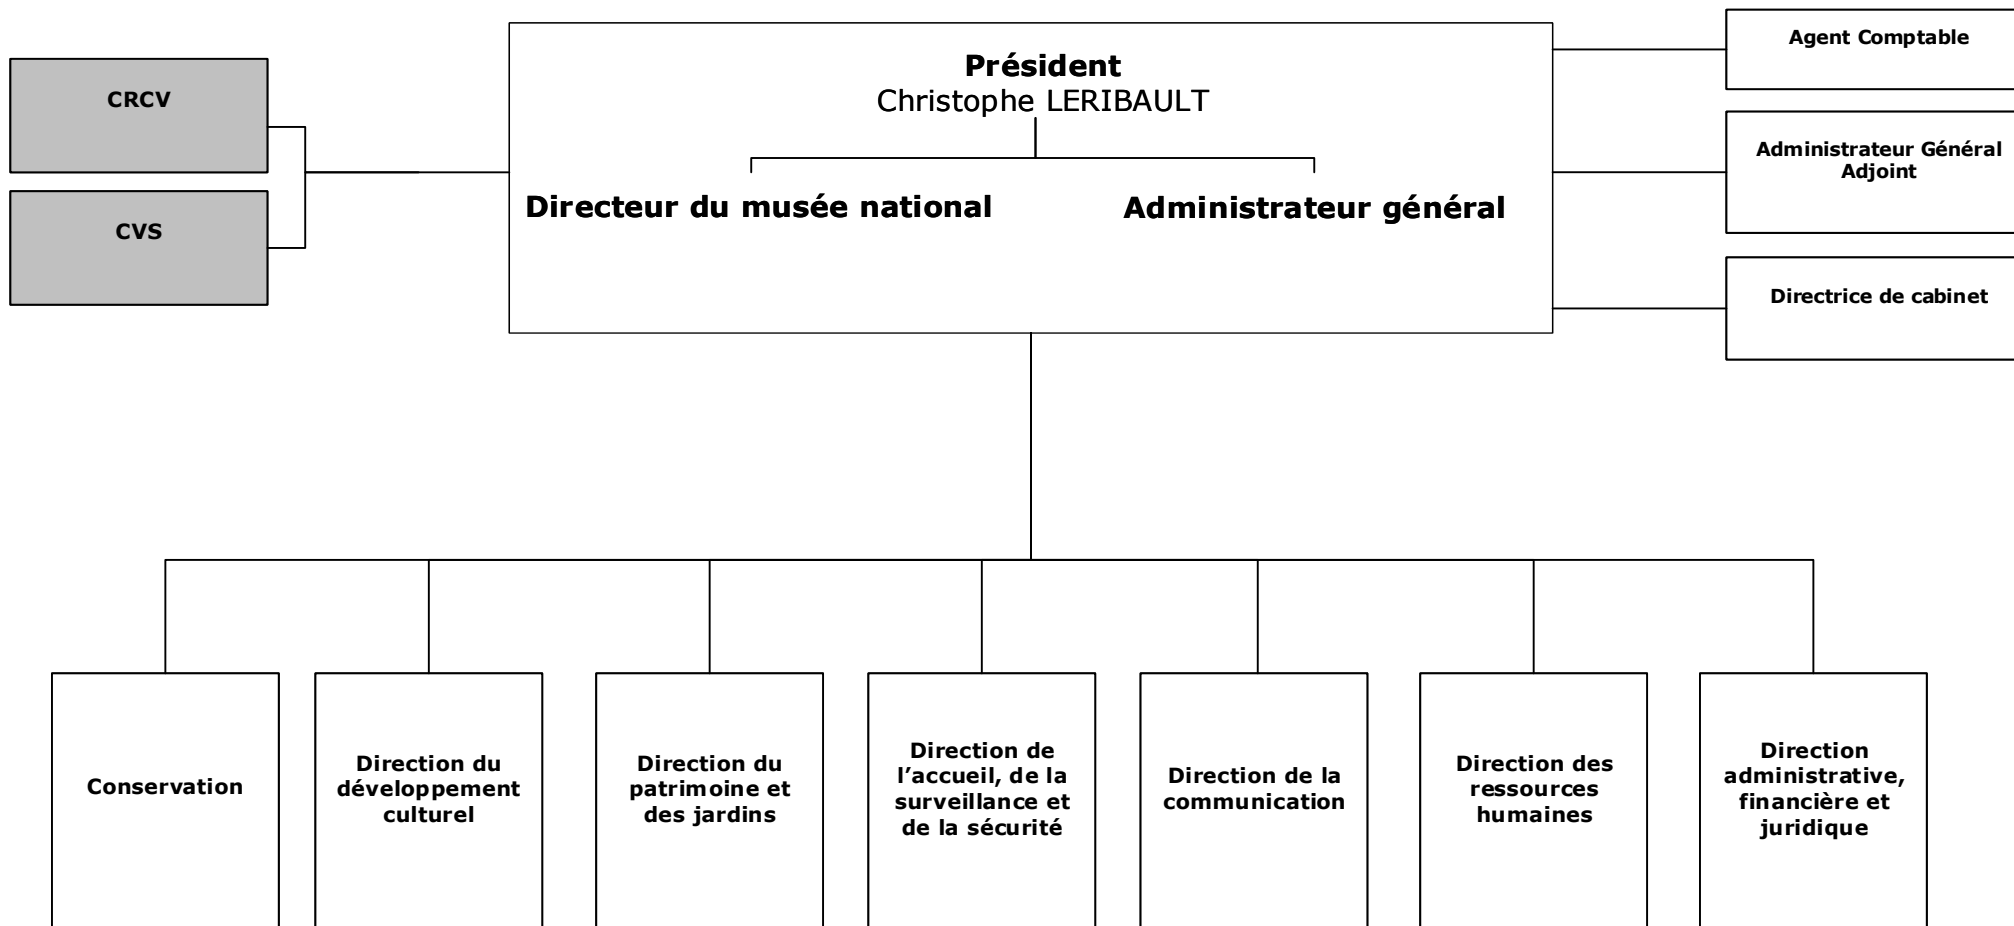 CRCV
CVS
Président
Christophe LERIBAULT
Directeur du musée national
Administrateur général
Agent Comptable
Administrateur Général
Adjoint
Directrice de cabinet
Conservation
Direction du
développement
culturel
Direction du
patrimoine et
des jardins
Direction de
l’accueil, de la
surveillance et
de la sécurité
Direction de la
communication
Direction des
ressources
humaines
Direction
administrative,
financière et
juridique